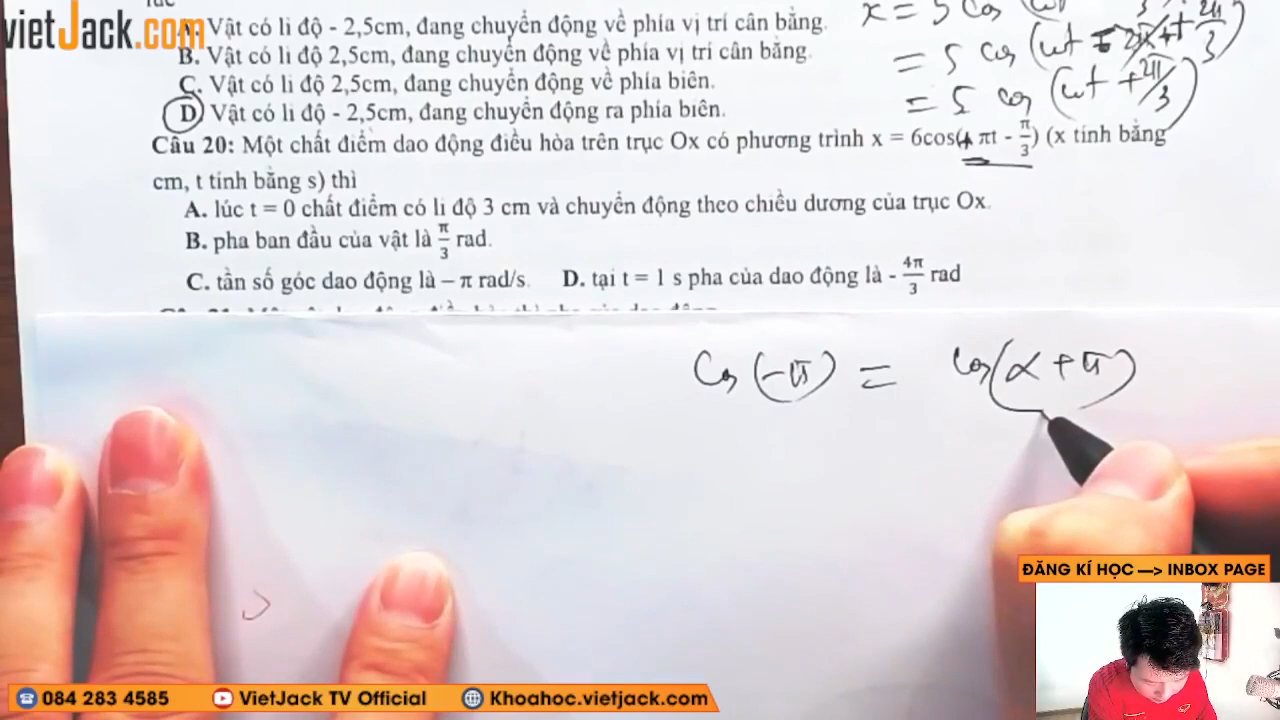 vietJack.com
A. Vật có li độ - 2,5cm, đang chuyển động về phía vị trí cân bằng.
B. Vật có li độ 2,5cm, đang chuyển động về phía vị trí cân bằng.
C. Vật có li độ 2,5cm, đang chuyển động về phía biên.
D. Vật có li độ - 2,5cm, đang chuyển động ra phía biên.
x = 5 cos
= 5 cos (ωt - 2π + 2π/3)
= 5 cos (ωt + 2π/3)
Câu 20: Một chất điểm dao động điều hòa trên trục Ox có phương trình x = 6cos( πt - π/3) (x tính bằng
cm, t tính bằng s) thì
A. lúc t = 0 chất điểm có li độ 3 cm và chuyển động theo chiều dương của trục Ox.
B. pha ban đầu của vật là π/3 rad.
C. tần số góc dao động là – π rad/s. D. tại t = 1 s pha của dao động là - 4π/3 rad
Cos (-π) = cos (α + π)
ĐĂNG KÍ HỌC —> INBOX PAGE
084 283 4585 VietJack TV Official Khoahoc.vietjack.com